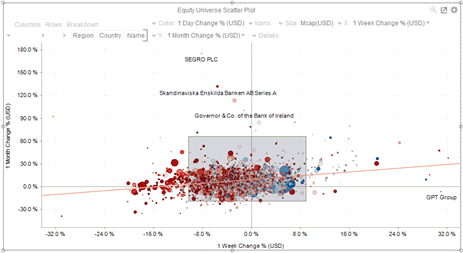 Equity Universe Scatter Plot
Columns Rows Breakdown
Color: 1 Day Change % (USD) Icons: Size: Mcap(USD) X: 1 Week Change % (USD)
Region Country Name
Y: 1 Month Change % (USD) Details:
180.0 %
SEGRO PLC
150.0 %
Skandinaviska Enskilda Banken AB Series A
120.0 %
Governor & Co. of the Bank of Ireland
90.0 %
60.0 %
30.0 %
0.0 %
-30.0 %
GPT Group
1 Month Change % (USD)
-32.0 % -24.0 % -16.0 % -8.0 % 0.0 % 8.0 % 16.0 % 24.0 % 32.0 %
1 Week Change % (USD)